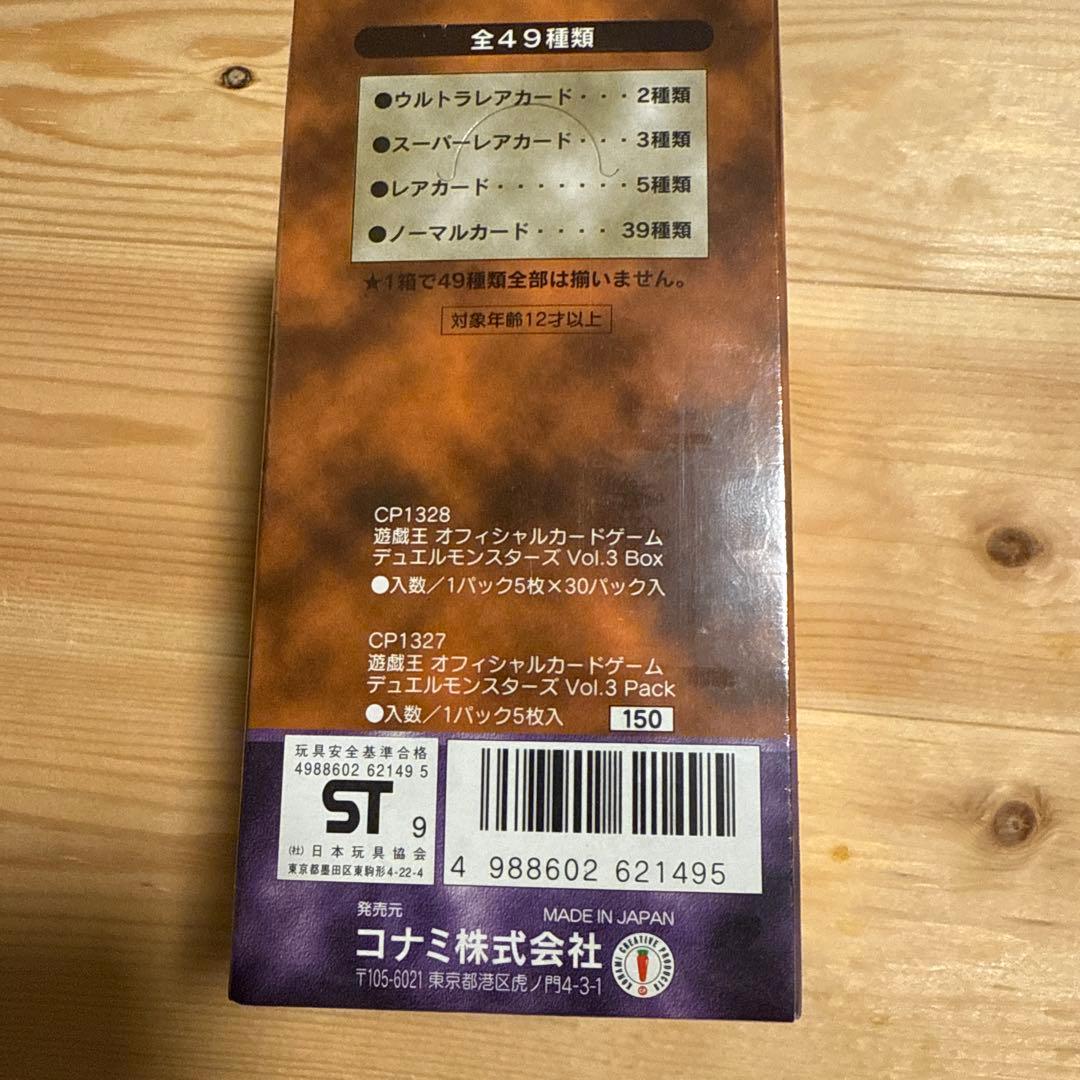 全49種類
●ウルトラレアカード・・・2種類
●スーパーレアカード・・・3種類
●レアカード・・・・・・・5種類
●ノーマルカード・・・・39種類
★1箱で49種類全部は揃いません。
対象年齢12才以上
CP1328
遊戯王 オフィシャルカードゲーム
デュエルモンスターズ Vol.3 Box
●入数/1パック5枚×30パック入
CP1327
遊戯王 オフィシャルカードゲーム
デュエルモンスターズ Vol.3 Pack
●入数/1パック5枚入 150
玩具安全基準合格
4988602 62149 5
ST 9
(社)日本玩具協会
東京都墨田区東駒形4-22-4
4 988602 621495
発売元
MADE IN JAPAN
コナミ株式会社
〒105-6021 東京都港区虎ノ門4-3-1
KONAMI CREATIVE PRODUCTS
CP